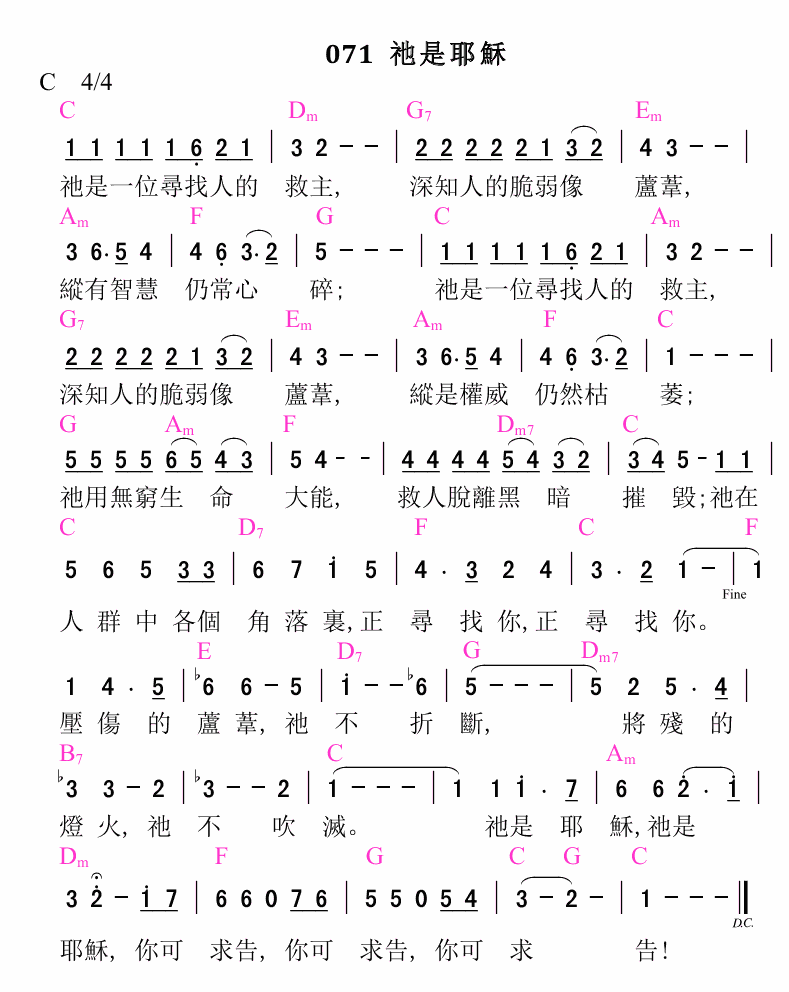 071 祂是耶穌
C 4/4
C Dm G7 Em
1 1 1 1 1 6 2 1 | 3 2 - - | 2 2 2 2 2 1 3 2 | 4 3 - - |
祂是一位尋找人的 救主, 深知人的脆弱像 蘆葦,
Am F G C Am
3 6· 5 4 | 4 6 3· 2 | 5 - - - | 1 1 1 1 1 6 2 1 | 3 2 - - |
縱有智慧 仍常心 碎; 祂是一位尋找人的 救主,
G7 Em Am F C
2 2 2 2 2 1 3 2 | 4 3 - - | 3 6· 5 4 | 4 6 3· 2 | 1 - - - |
深知人的脆弱像 蘆葦, 縱是權威 仍然枯 萎;
G Am F Dm7 C
5 5 5 5 6 5 4 3 | 5 4 - - | 4 4 4 4 5 4 3 2 | 3 4 5 - 1 1 |
祂用無窮生 命 大能, 救人脫離黑 暗 摧 毀;祂在
C D7 F C F
5 6 5 3 3 | 6 7 i 5 | 4 · 3 2 4 | 3 · 2 1 - | 1
Fine
人 群 中 各個 角 落 裏,正 尋 找 你,正 尋 找 你。
E D7 G Dm7
1 4 · 5 | ♭6 6 - 5 | i - - ♭6 | 5 - - - | 5 2 5 · 4 |
壓 傷 的 蘆 葦, 祂 不 折 斷, 將 殘 的
B7 C Am
♭3 3 - 2 | ♭3 - - 2 | 1 - - - | 1 1 i · 7 | 6 6 2̇ · i |
燈 火, 祂 不 吹 滅。 祂是 耶 穌,祂是
Dm F G C G C
3 2̇ - i 7 | 6 6 0 7 6 | 5 5 0 5 4 | 3 - 2 - | 1 - - - ‖
D.C.
耶穌, 你可 求告, 你可 求告, 你可 求 告!